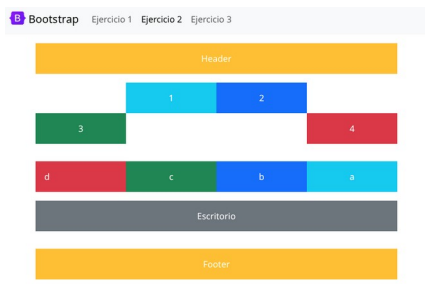 B Bootstrap Ejercicio 1 Ejercicio 2 Ejercicio 3
Header
1 2
3 4
d c b a
Escritorio
Footer